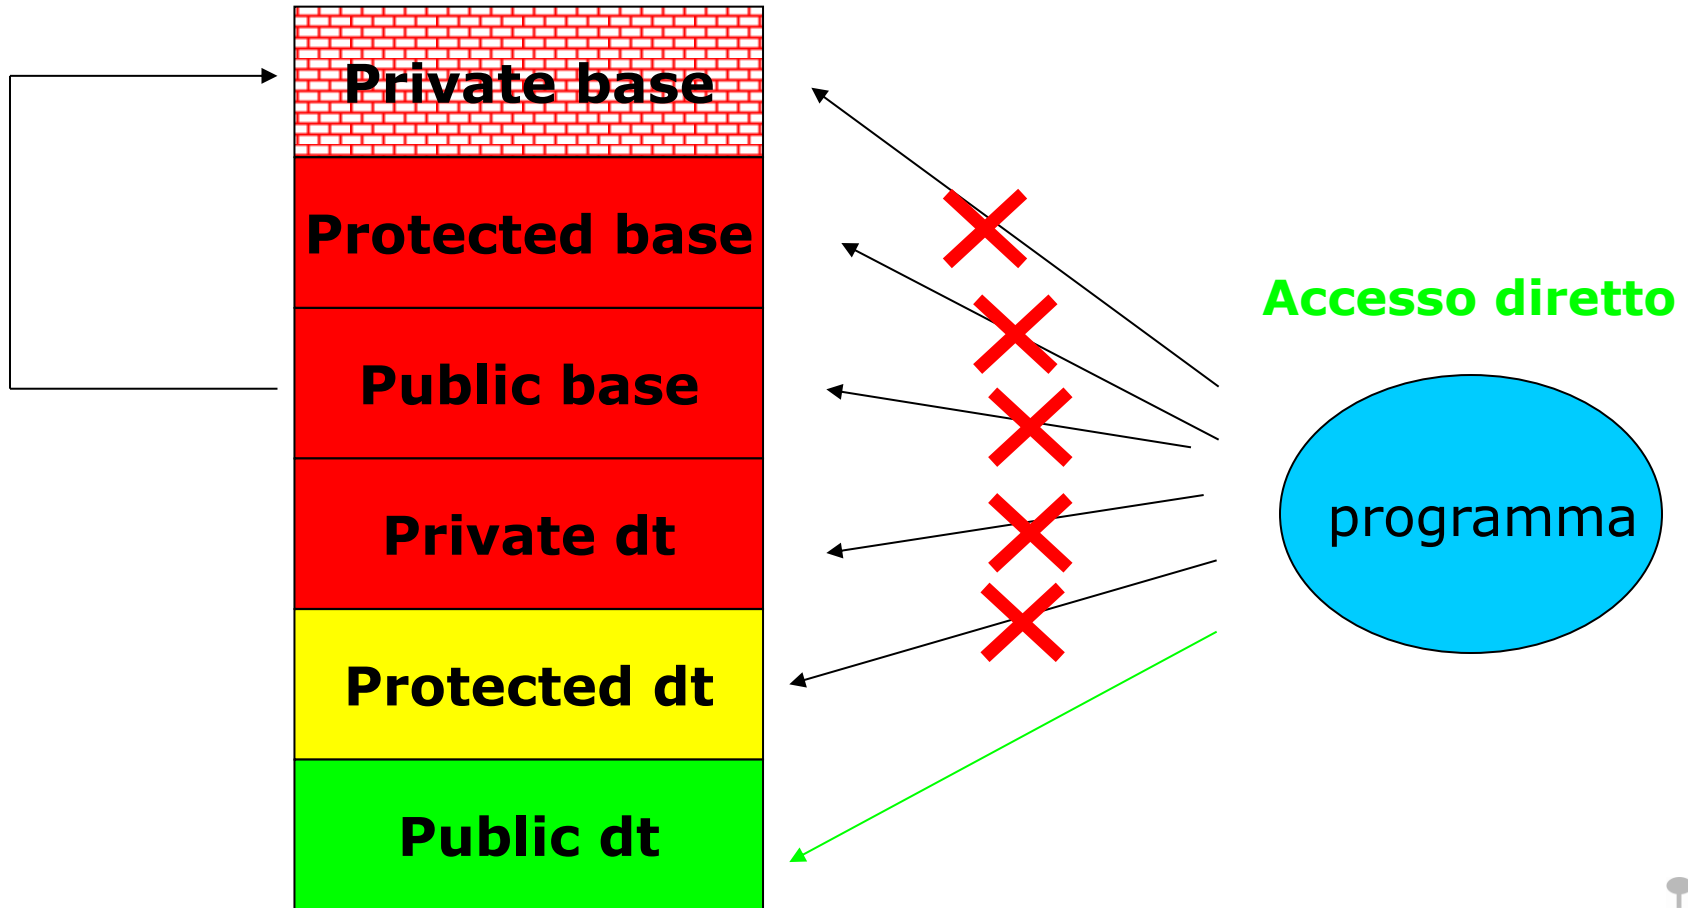 Private base
Protected base
Public base
Private dt
Protected dt
Public dt
Accesso diretto
programma